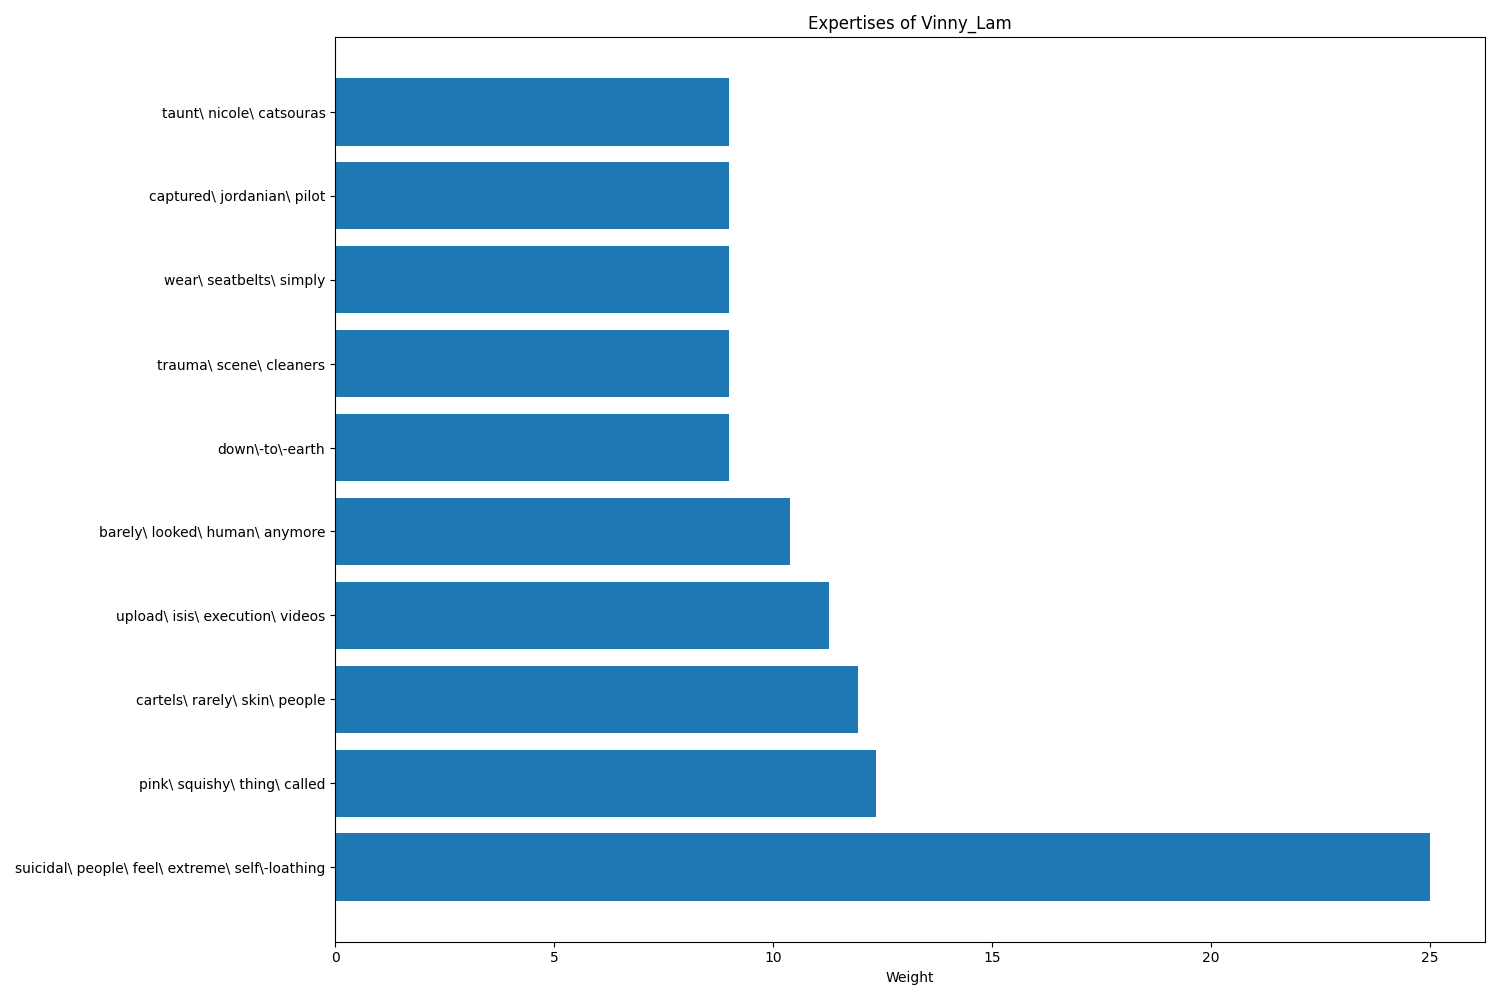 Expertises of Vinny_Lam
taunt\ nicole\ catsouras
captured\ jordanian\ pilot
wear\ seatbelts\ simply
trauma\ scene\ cleaners
down\-to\-earth
barely\ looked\ human\ anymore
upload\ isis\ execution\ videos
cartels\ rarely\ skin\ people
pink\ squishy\ thing\ called
suicidal\ people\ feel\ extreme\ self\-loathing
0 5 10 15 20 25
Weight